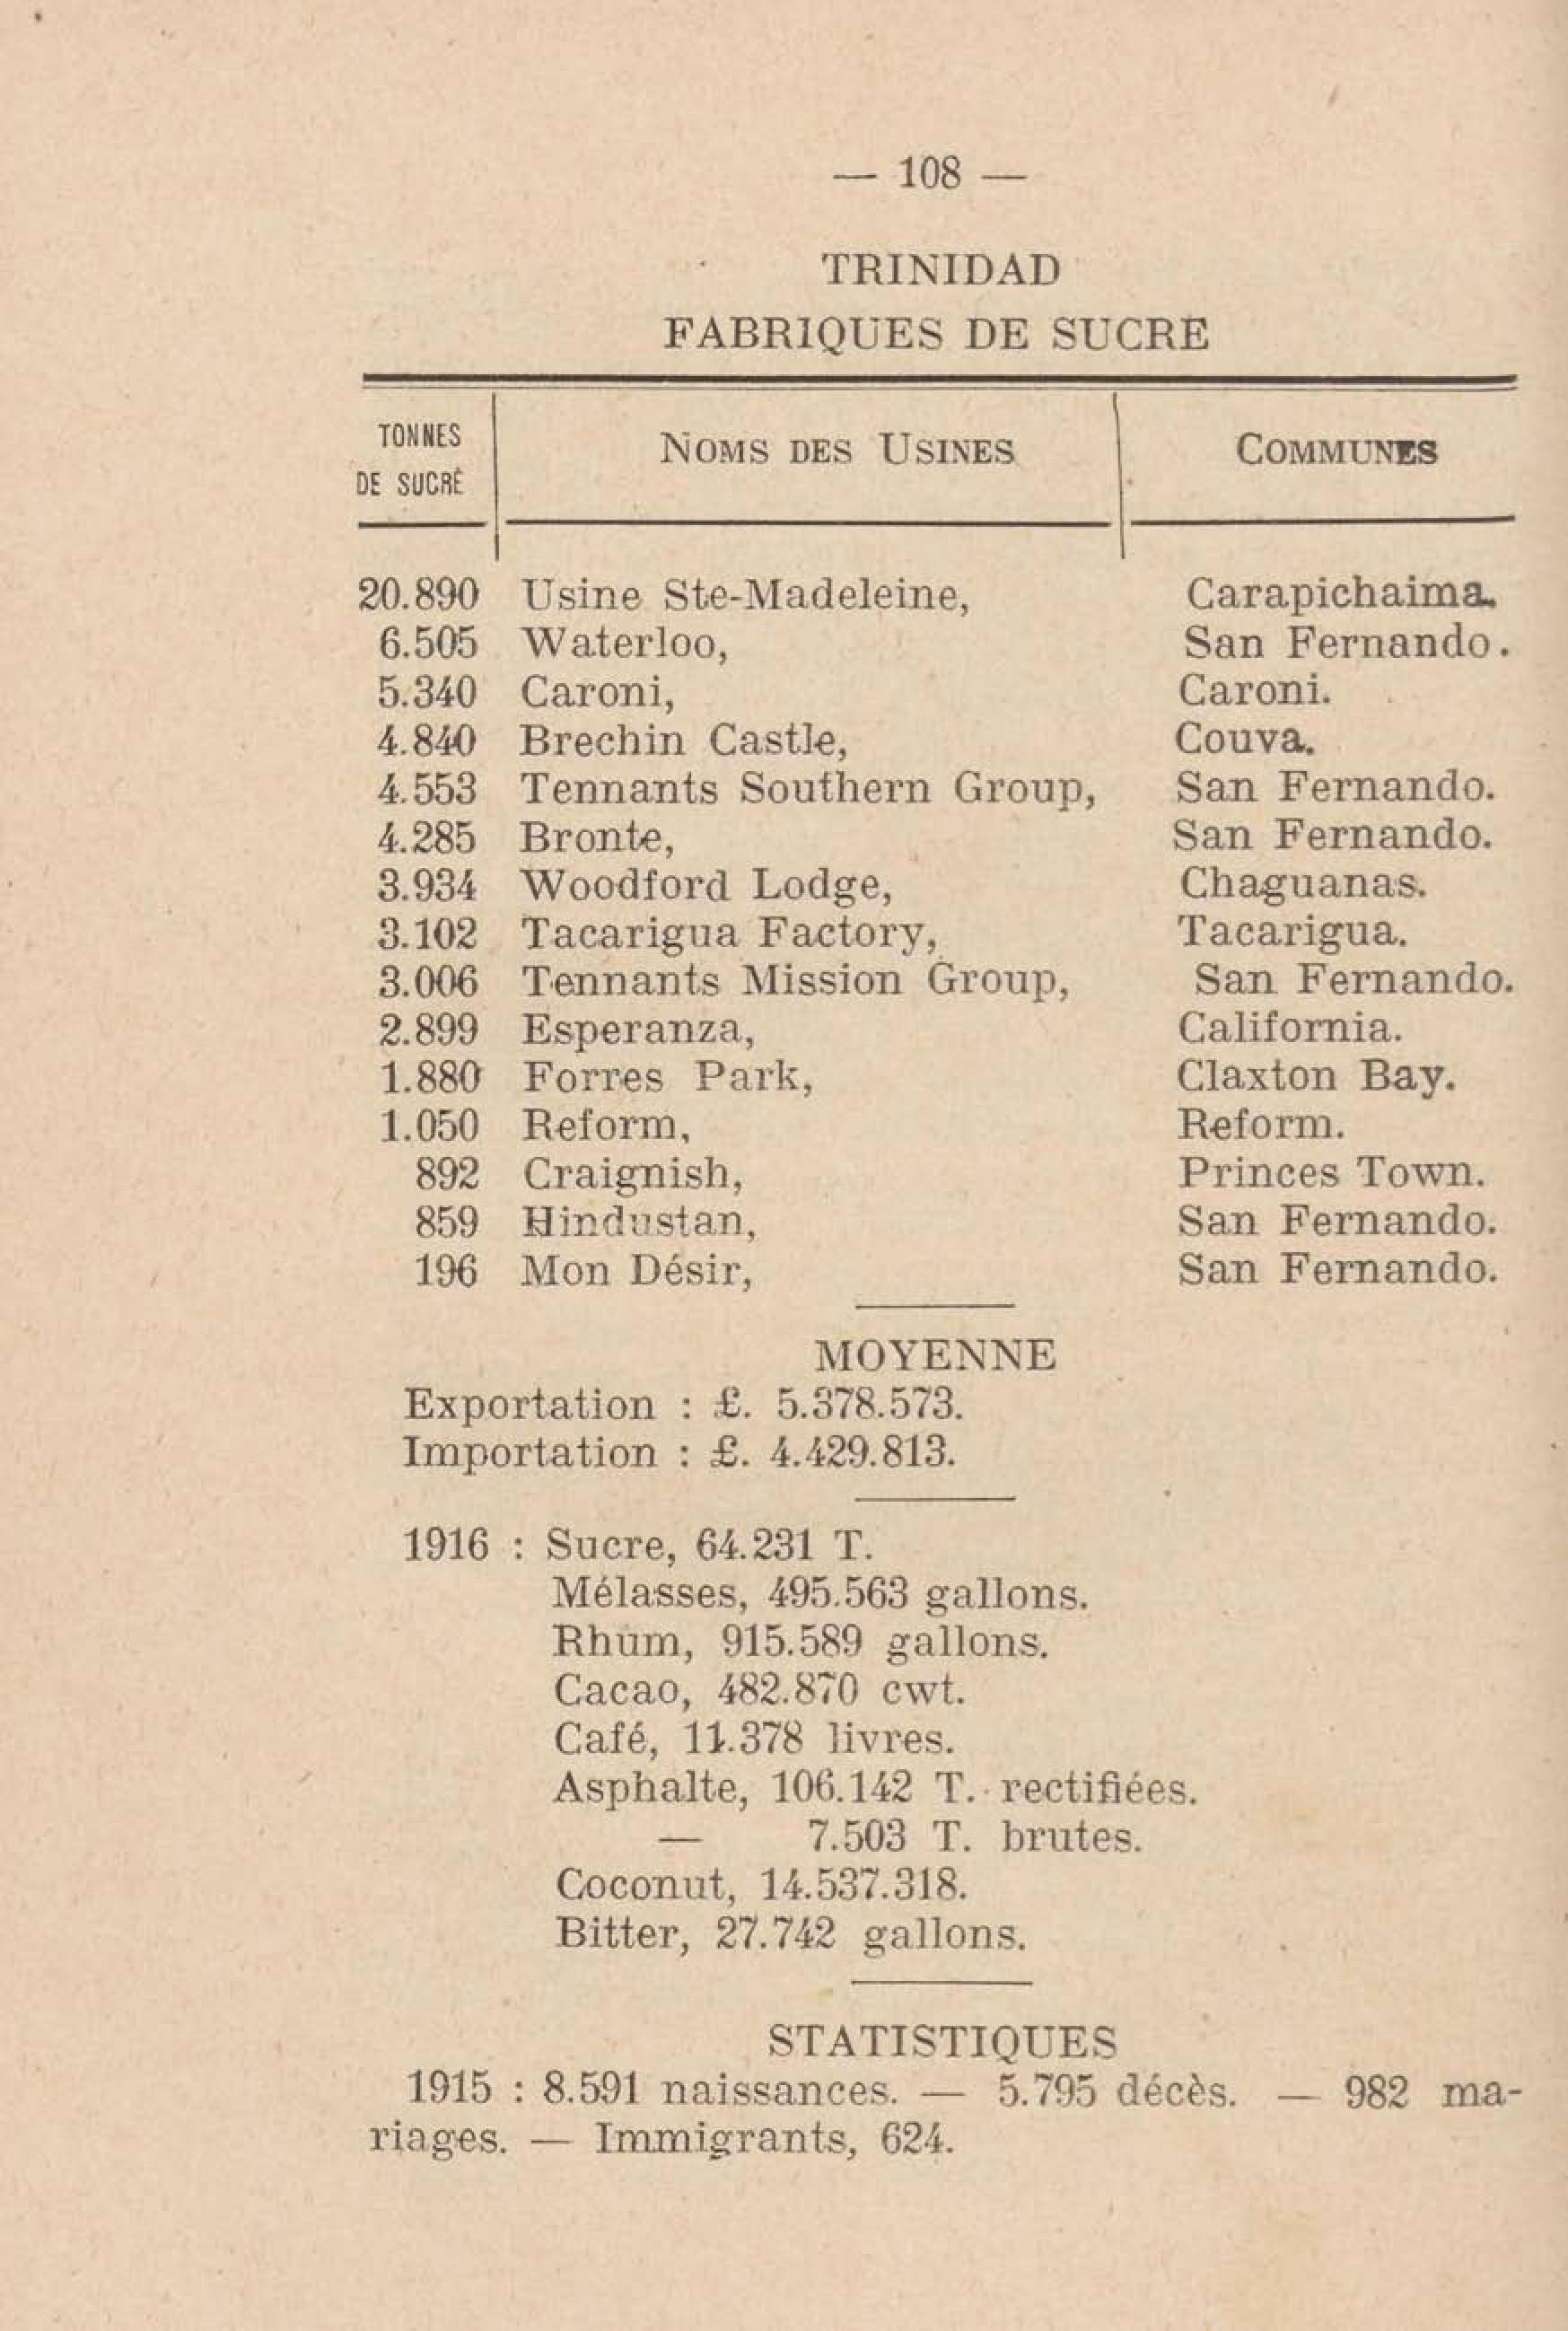 — 108 —
TRINIDAD
FABRIQUES DE SUCRE
TONNES DE SUCRE NOMS DES USINES COMMUNES
20.890 Usine Ste-Madeleine, Carapichaima.
6.505 Waterloo, San Fernando.
5.340 Caroni, Caroni.
4.840 Brechin Castle, Couva.
4.553 Tennants Southern Group, San Fernando.
4.285 Bronte, San Fernando.
3.934 Woodford Lodge, Chaguanas.
3.102 Tacarigua Factory, Tacarigua.
3.006 Tennants Mission Group, San Fernando.
2.899 Esperanza, California.
1.880 Forres Park, Claxton Bay.
1.050 Reform, Reform.
892 Craignish, Princes Town.
859 Hindustan, San Fernando.
196 Mon Désir, San Fernando.
MOYENNE
Exportation : £. 5.378.573.
Importation : £. 4.429.813.
1916 : Sucre, 64.231 T.
Mélasses, 495.563 gallons.
Rhum, 915.589 gallons.
Cacao, 482.870 cwt.
Café, 11.378 livres.
Asphalte, 106.142 T. rectifiées.
— 7.503 T. brutes.
Coconut, 14.537.318.
Bitter, 27.742 gallons.
STATISTIQUES
1915 : 8.591 naissances. — 5.795 décès. — 982 ma-
riages. — Immigrants, 624.